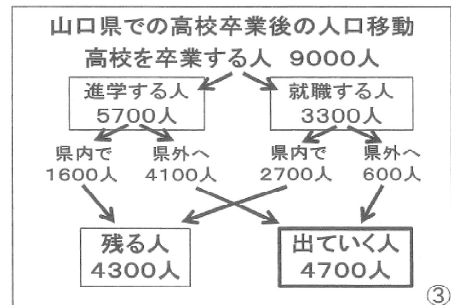 山口県での高校卒業後の人口移動
高校を卒業する人 9000人
進学する人 就職する人
5700人 3300人
県内で 県外へ 県内で 県外へ
1600人 4100人 2700人 600人
残る人 出ていく人
4300人 4700人
③